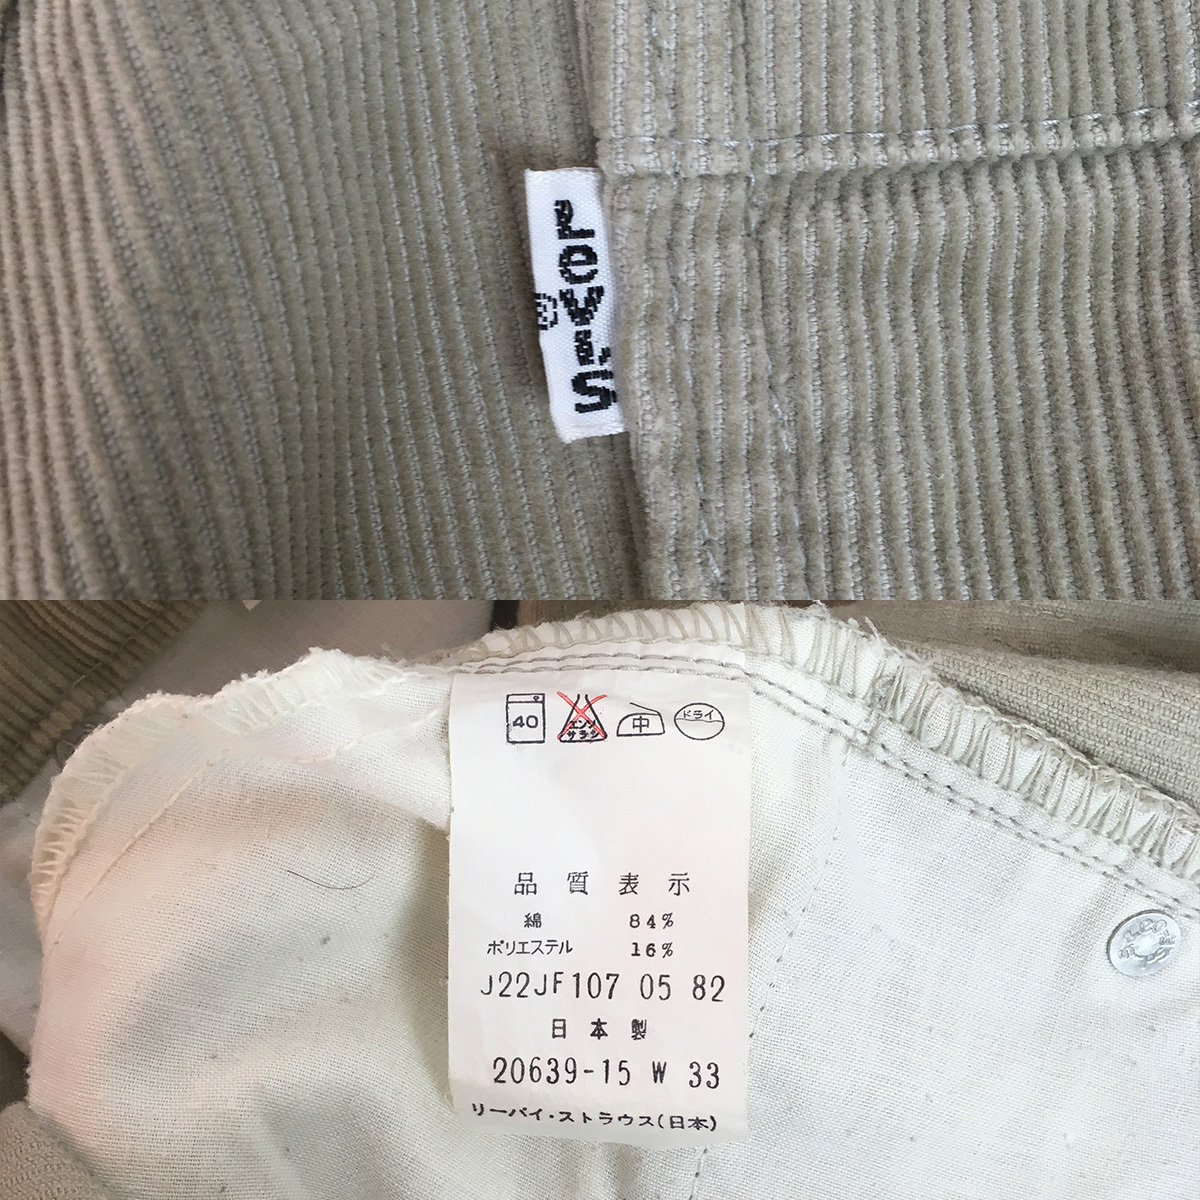 LEVI'S
®
40 エンソサラシ 中 ドライ
品質表示
綿 84%
ポリエステル 16%
J22JF107 05 82
日本製
20639-15 W 33
リーバイ・ストラウス(日本)